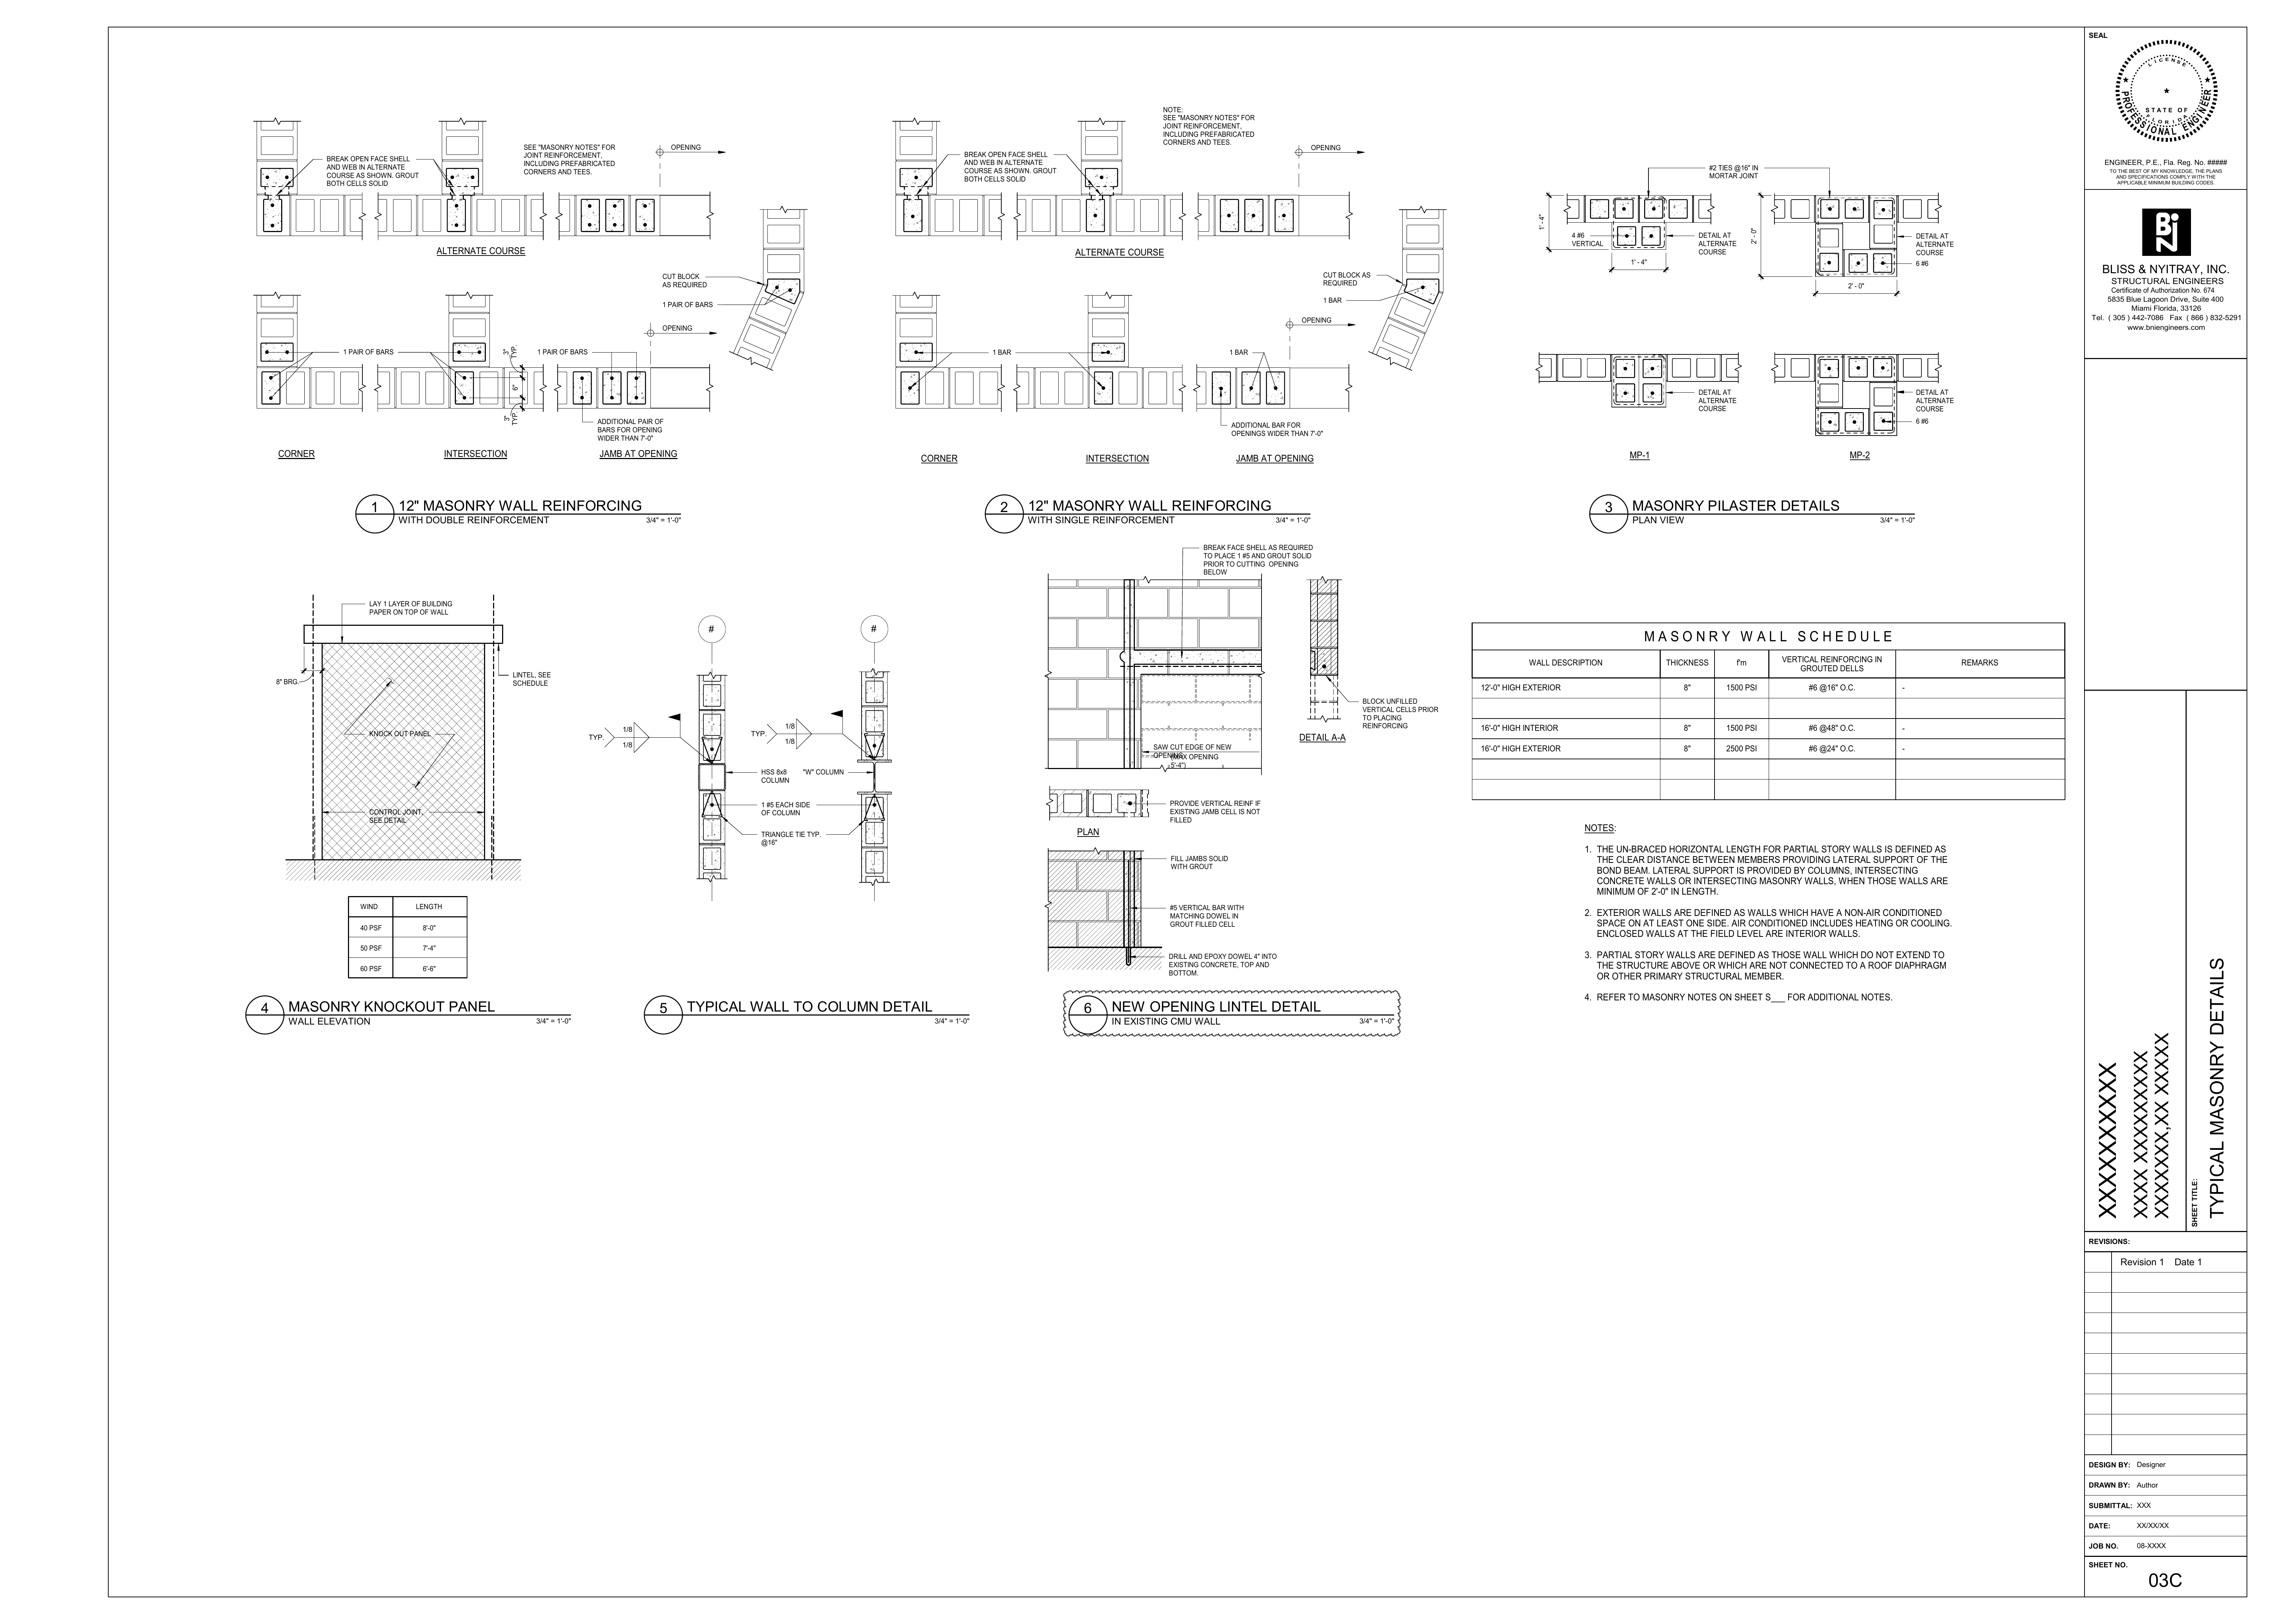 BREAK OPEN FACE SHELL
AND WEB IN ALTERNATE
COURSE AS SHOWN. GROUT
BOTH CELLS SOLID
SEE "MASONRY NOTES" FOR
JOINT REINFORCEMENT,
INCLUDING PREFABRICATED
CORNERS AND TEES.
OPENING
ALTERNATE COURSE
CUT BLOCK
AS REQUIRED
1 PAIR OF BARS
OPENING
1 PAIR OF BARS
3"
TYP.
6"
3"
TYP.
1 PAIR OF BARS
ADDITIONAL PAIR OF
BARS FOR OPENING
WIDER THAN 7'-0"
CORNER
INTERSECTION
JAMB AT OPENING
1
12" MASONRY WALL REINFORCING
WITH DOUBLE REINFORCEMENT
3/4" = 1'-0"
NOTE:
SEE "MASONRY NOTES" FOR
JOINT REINFORCEMENT,
INCLUDING PREFABRICATED
CORNERS AND TEES.
BREAK OPEN FACE SHELL
AND WEB IN ALTERNATE
COURSE AS SHOWN. GROUT
BOTH CELLS SOLID
OPENING
ALTERNATE COURSE
CUT BLOCK AS
REQUIRED
1 BAR
OPENING
1 BAR
1 BAR
ADDITIONAL BAR FOR
OPENINGS WIDER THAN 7'-0"
CORNER
INTERSECTION
JAMB AT OPENING
2
12" MASONRY WALL REINFORCING
WITH SINGLE REINFORCEMENT
3/4" = 1'-0"
#2 TIES @16" IN
MORTAR JOINT
1' - 4"
4 #6
VERTICAL
DETAIL AT
ALTERNATE
COURSE
1' - 4"
2' - 0"
DETAIL AT
ALTERNATE
COURSE
6 #6
2' - 0"
DETAIL AT
ALTERNATE
COURSE
DETAIL AT
ALTERNATE
COURSE
6 #6
MP-1
MP-2
3
MASONRY PILASTER DETAILS
PLAN VIEW
3/4" = 1'-0"
LAY 1 LAYER OF BUILDING
PAPER ON TOP OF WALL
8" BRG.
LINTEL, SEE
SCHEDULE
KNOCK OUT PANEL
CONTROL JOINT,
SEE DETAIL
WIND LENGTH
40 PSF 8'-0"
50 PSF 7'-4"
60 PSF 6'-6"
4
MASONRY KNOCKOUT PANEL
WALL ELEVATION
3/4" = 1'-0"
#
#
TYP.
1/8
1/8
TYP.
1/8
1/8
HSS 8x8
COLUMN
"W" COLUMN
1 #5 EACH SIDE
OF COLUMN
TRIANGLE TIE TYP.
@16"
5
TYPICAL WALL TO COLUMN DETAIL
3/4" = 1'-0"
BREAK FACE SHELL AS REQUIRED
TO PLACE 1 #5 AND GROUT SOLID
PRIOR TO CUTTING OPENING
BELOW
SAW CUT EDGE OF NEW
OPENING
(MAX OPENING
5'-4")
BLOCK UNFILLED
VERTICAL CELLS PRIOR
TO PLACING
REINFORCING
DETAIL A-A
PROVIDE VERTICAL REINF IF
EXISTING JAMB CELL IS NOT
FILLED
PLAN
FILL JAMBS SOLID
WITH GROUT
#5 VERTICAL BAR WITH
MATCHING DOWEL IN
GROUT FILLED CELL
DRILL AND EPOXY DOWEL 4" INTO
EXISTING CONCRETE, TOP AND
BOTTOM.
6
NEW OPENING LINTEL DETAIL
IN EXISTING CMU WALL
3/4" = 1'-0"
MASONRY WALL SCHEDULE
WALL DESCRIPTION THICKNESS f'm VERTICAL REINFORCING IN GROUTED DELLS REMARKS
12'-0" HIGH EXTERIOR 8" 1500 PSI #6 @16" O.C. -
16'-0" HIGH INTERIOR 8" 1500 PSI #6 @48" O.C. -
16'-0" HIGH EXTERIOR 8" 2500 PSI #6 @24" O.C. -
NOTES:
1. THE UN-BRACED HORIZONTAL LENGTH FOR PARTIAL STORY WALLS IS DEFINED AS
THE CLEAR DISTANCE BETWEEN MEMBERS PROVIDING LATERAL SUPPORT OF THE
BOND BEAM. LATERAL SUPPORT IS PROVIDED BY COLUMNS, INTERSECTING
CONCRETE WALLS OR INTERSECTING MASONRY WALLS, WHEN THOSE WALLS ARE
MINIMUM OF 2'-0" IN LENGTH.
2. EXTERIOR WALLS ARE DEFINED AS WALLS WHICH HAVE A NON-AIR CONDITIONED
SPACE ON AT LEAST ONE SIDE. AIR CONDITIONED INCLUDES HEATING OR COOLING.
ENCLOSED WALLS AT THE FIELD LEVEL ARE INTERIOR WALLS.
3. PARTIAL STORY WALLS ARE DEFINED AS THOSE WALL WHICH DO NOT EXTEND TO
THE STRUCTURE ABOVE OR WHICH ARE NOT CONNECTED TO A ROOF DIAPHRAGM
OR OTHER PRIMARY STRUCTURAL MEMBER.
4. REFER TO MASONRY NOTES ON SHEET S___ FOR ADDITIONAL NOTES.
SEAL
LICENSE
STATE OF
FLORIDA
PROFESSIONAL ENGINEER
ENGINEER, P.E., Fla. Reg. No. #####
TO THE BEST OF MY KNOWLEDGE, THE PLANS
AND SPECIFICATIONS COMPLY WITH THE
APPLICABLE MINIMUM BUILDING CODES.
BiN
BLISS & NYITRAY, INC.
STRUCTURAL ENGINEERS
Certificate of Authorization No. 674
5835 Blue Lagoon Drive, Suite 400
Miami Florida, 33126
Tel. ( 305 ) 442-7086 Fax ( 866 ) 832-5291
www.bniengineers.com
XXXXXXXXXX
XXXX XXXXXXXX
XXXXXXX,XX XXXXX
SHEET TITLE:
TYPICAL MASONRY DETAILS
REVISIONS:
Revision 1 Date 1
DESIGN BY: Designer
DRAWN BY: Author
SUBMITTAL: XXX
DATE: XX/XX/XX
JOB NO. 08-XXXX
SHEET NO.
03C